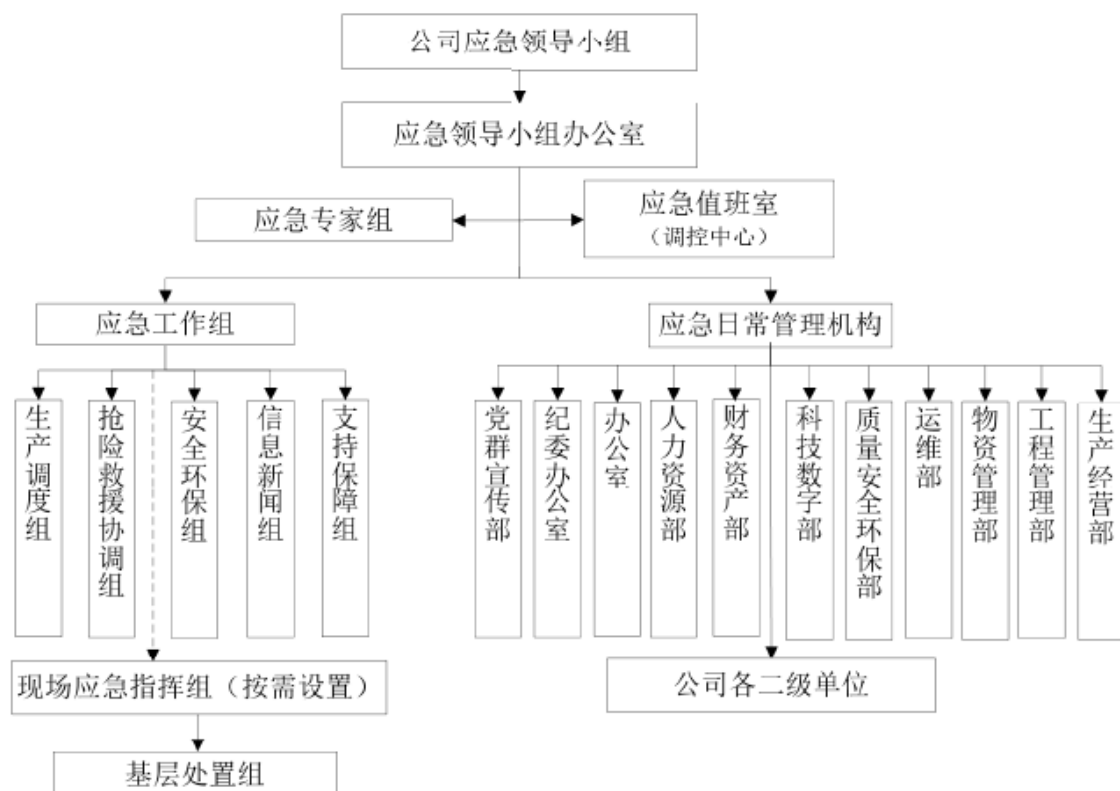 公司应急领导小组
应急领导小组办公室
应急专家组
应急值班室
（调控中心）
应急工作组
应急日常管理机构
生产调度组
抢险救援协调组
安全环保组
信息新闻组
支持保障组
党群宣传部
纪委办公室
办公室
人力资源部
财务资产部
科技数字部
质量安全环保部
运维部
物资管理部
工程管理部
生产经营部
现场应急指挥组（按需设置）
公司各二级单位
基层处置组